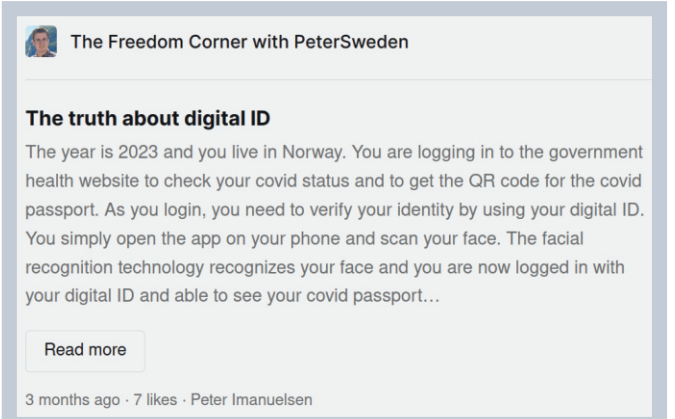 The Freedom Corner with PeterSweden
The truth about digital ID
The year is 2023 and you live in Norway. You are logging in to the government
health website to check your covid status and to get the QR code for the covid
passport. As you login, you need to verify your identity by using your digital ID.
You simply open the app on your phone and scan your face. The facial
recognition technology recognizes your face and you are now logged in with
your digital ID and able to see your covid passport…
Read more
3 months ago · 7 likes · Peter Imanuelsen